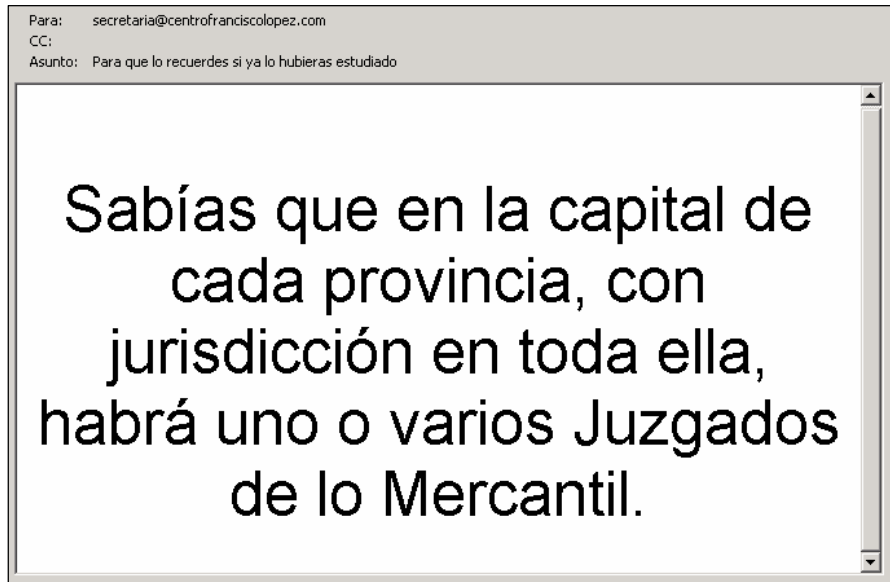 Para: secretaria@centrofranciscolopez.com
CC:
Asunto: Para que lo recuerdes si ya lo hubieras estudiado
Sabías que en la capital de
cada provincia, con
jurisdicción en toda ella,
habrá uno o varios Juzgados
de lo Mercantil.